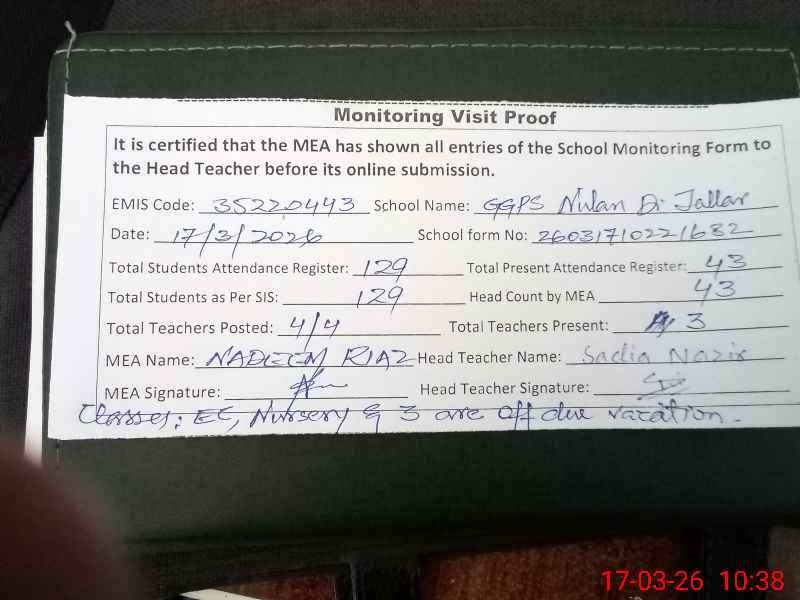 Monitoring Visit Proof
It is certified that the MEA has shown all entries of the School Monitoring Form to
the Head Teacher before its online submission.
EMIS Code: 35220443 School Name: GGPS Nulan Di Jallar
Date: 17/3/2026 School form No: 26031710221682
Total Students Attendance Register: 129 Total Present Attendance Register: 43
Total Students as Per SIS: 129 Head Count by MEA 43
Total Teachers Posted: 4/4 Total Teachers Present: 3
MEA Name: NADEEM RIAZ Head Teacher Name: Sadia Nazir
MEA Signature: Head Teacher Signature:
Classes: EC, Nursery & 3 are off due vacation.
17-03-26 10:38